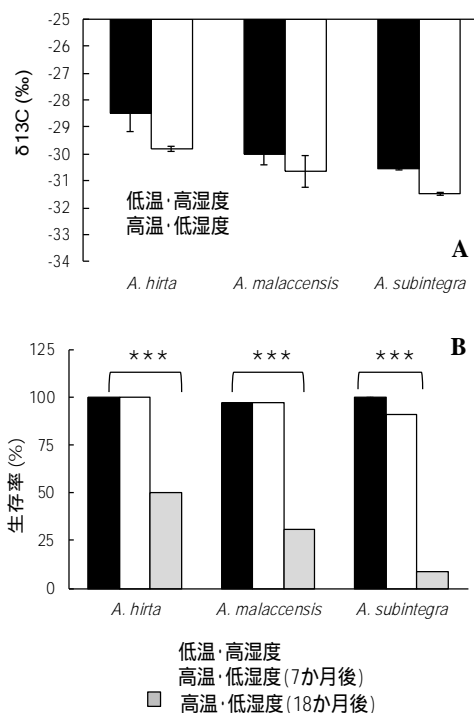 -25
-26
-27
-28
-29
-30
-31
-32
-33
-34
δ13C (‰)
低温・高湿度
高温・低湿度
A
A. hirta A. malaccensis A. subintegra
B
125
100
75
50
25
0
生存率 (%)
*** *** ***
A. hirta A. malaccensis A. subintegra
低温・高湿度
高温・低湿度(7か月後)
高温・低湿度(18か月後)